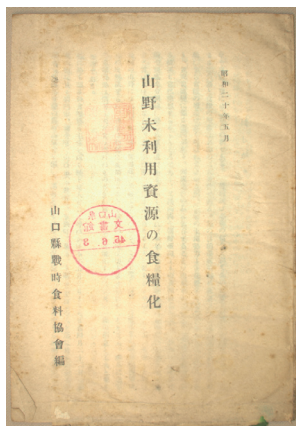 昭和二十年五月
山野未利用資源の食糧化
山口縣戰時食料協會編